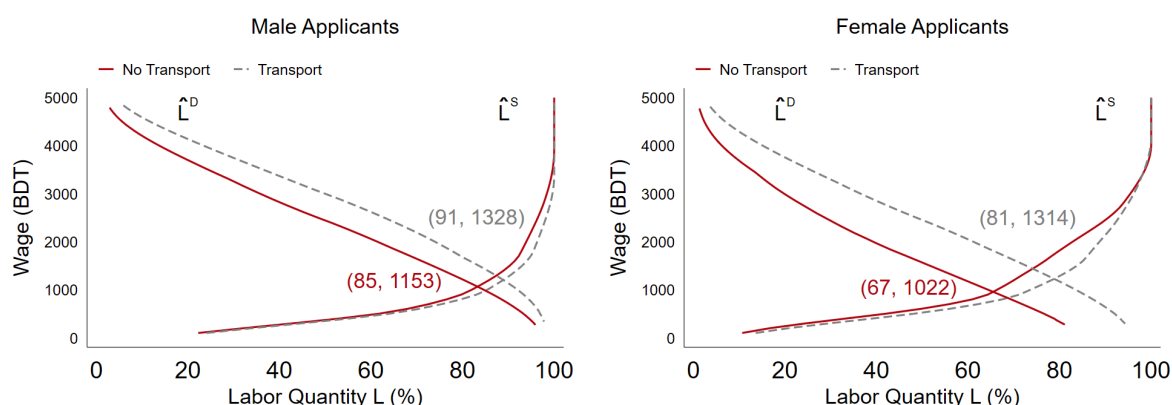 Male Applicants
No Transport
Transport
5000
4000
3000
2000
1000
0
Wage (BDT)
L̂ᴰ
L̂ˢ
(91, 1328)
(85, 1153)
0 20 40 60 80 100
Labor Quantity L (%)
Female Applicants
No Transport
Transport
5000
4000
3000
2000
1000
0
Wage (BDT)
L̂ᴰ
L̂ˢ
(81, 1314)
(67, 1022)
0 20 40 60 80 100
Labor Quantity L (%)